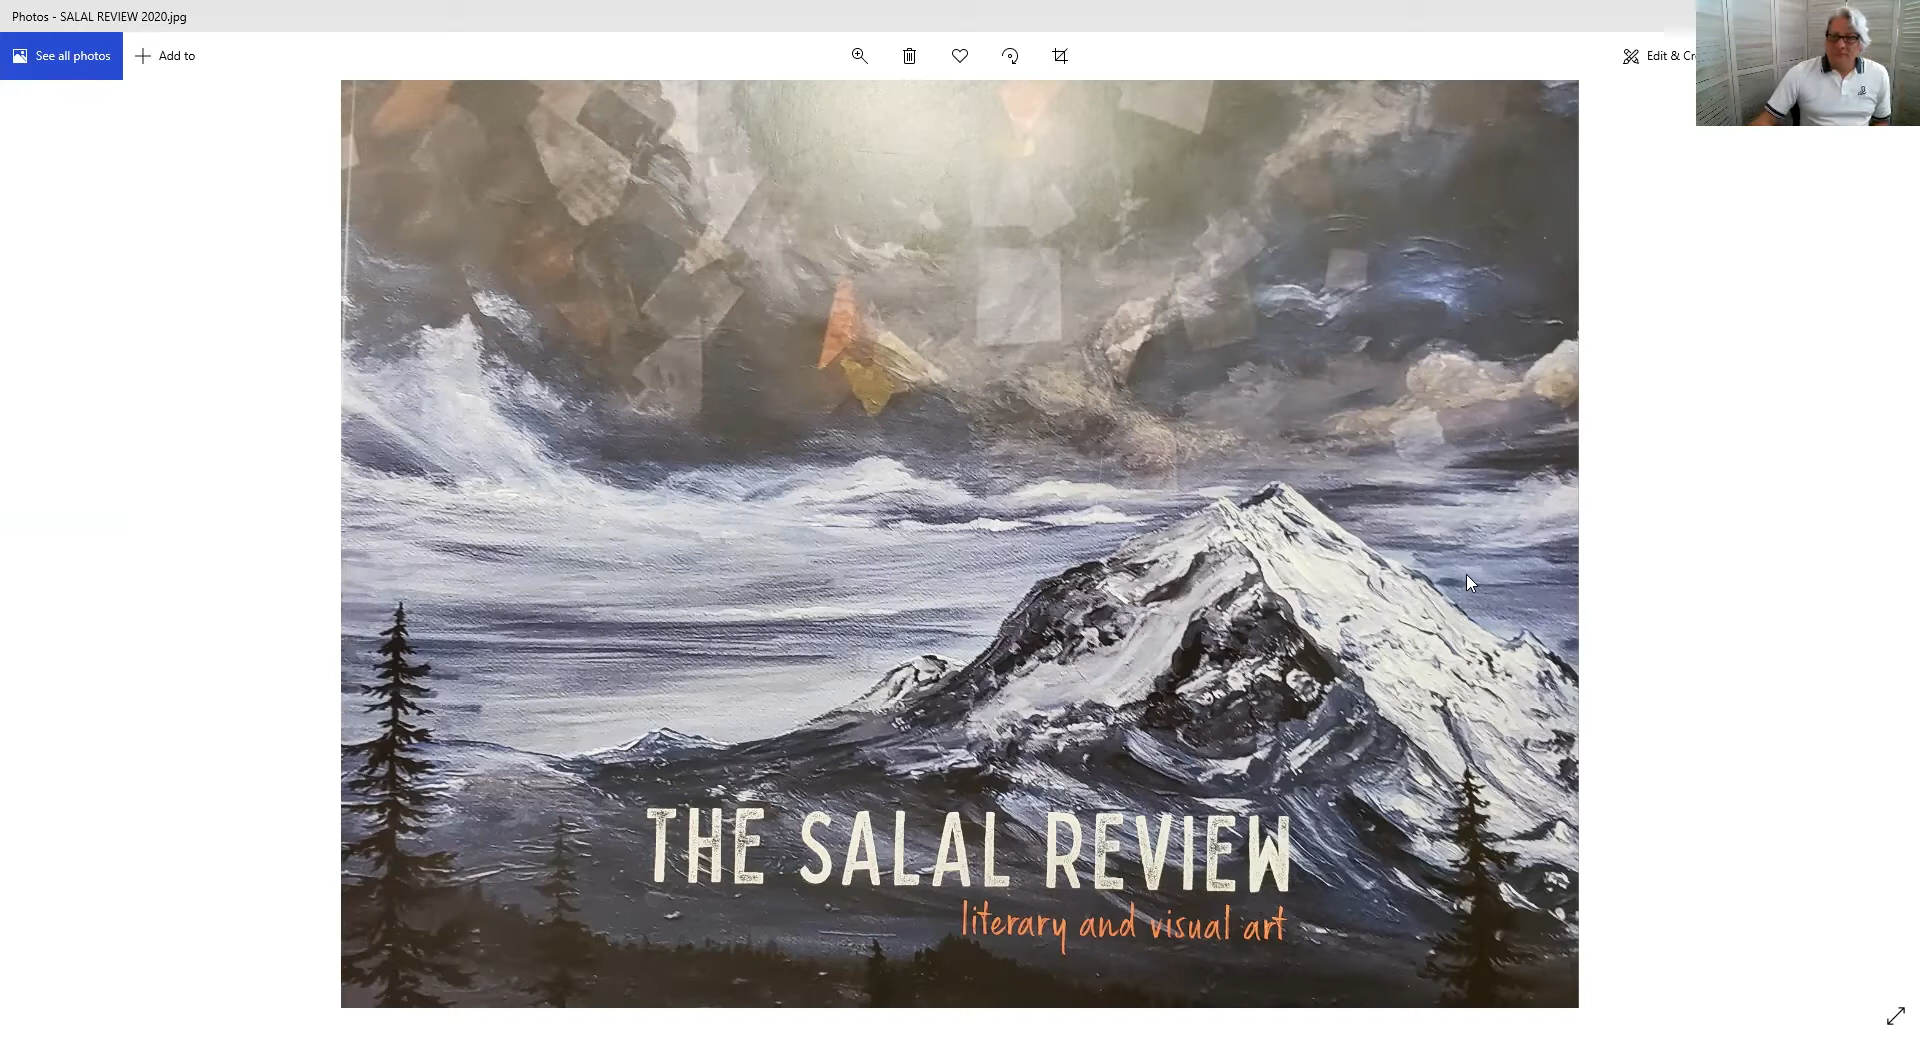 Photos - SALAL REVIEW 2020.jpg
See all photos
Add to
Edit & Cr
THE SALAL REVIEW
literary and visual art